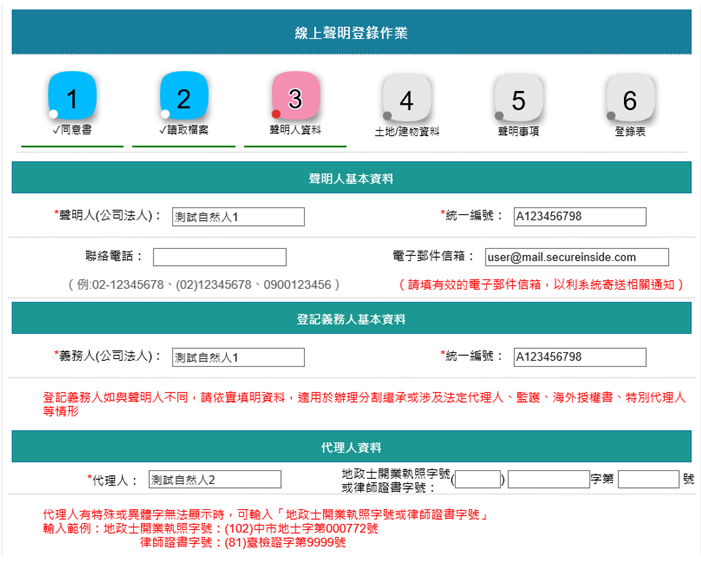 線上聲明登錄作業
1 2 3 4 5 6
✓同意書 ✓讀取檔案 聲明人資料 土地/建物資料 聲明事項 登錄表
聲明人基本資料
*聲明人(公司法人)： 測試自然人1 *統一編號： A123456798
聯絡電話： 電子郵件信箱： user@mail.secureinside.com
（例:02-12345678、(02)12345678、0900123456） （請填有效的電子郵件信箱，以利系統寄送相關通知）
登記義務人基本資料
*義務人(公司法人)： 測試自然人1 *統一編號： A123456798
登記義務人如與聲明人不同，請依實填明資料，適用於辦理分割繼承或涉及法定代理人、監護、海外授權書、特別代理人
等情形
代理人資料
*代理人： 測試自然人2 地政士開業執照字號( ) 字第 號
或律師證書字號：
代理人有特殊或異體字無法顯示時，可輸入「地政士開業執照字號或律師證書字號」
輸入範例：地政士開業執照字號：(102)中市地士字第000772號
律師證書字號：(81)臺檢證字第9999號